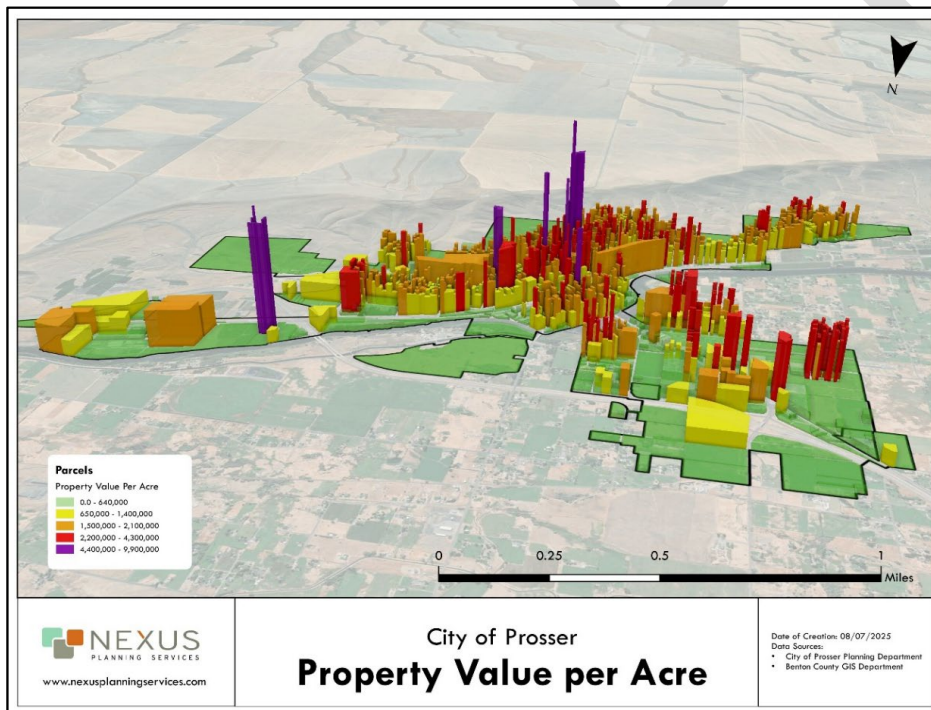 N
Parcels
Property Value Per Acre
0.0 - 640,000
650,000 - 1,400,000
1,500,000 - 2,100,000
2,200,000 - 4,300,000
4,400,000 - 9,900,000
0 0.25 0.5 1
Miles
NEXUS
PLANNING SERVICES
www.nexusplanningservices.com
City of Prosser
Property Value per Acre
Date of Creation: 08/07/2025
Data Sources:
• City of Prosser Planning Department
• Benton County GIS Department